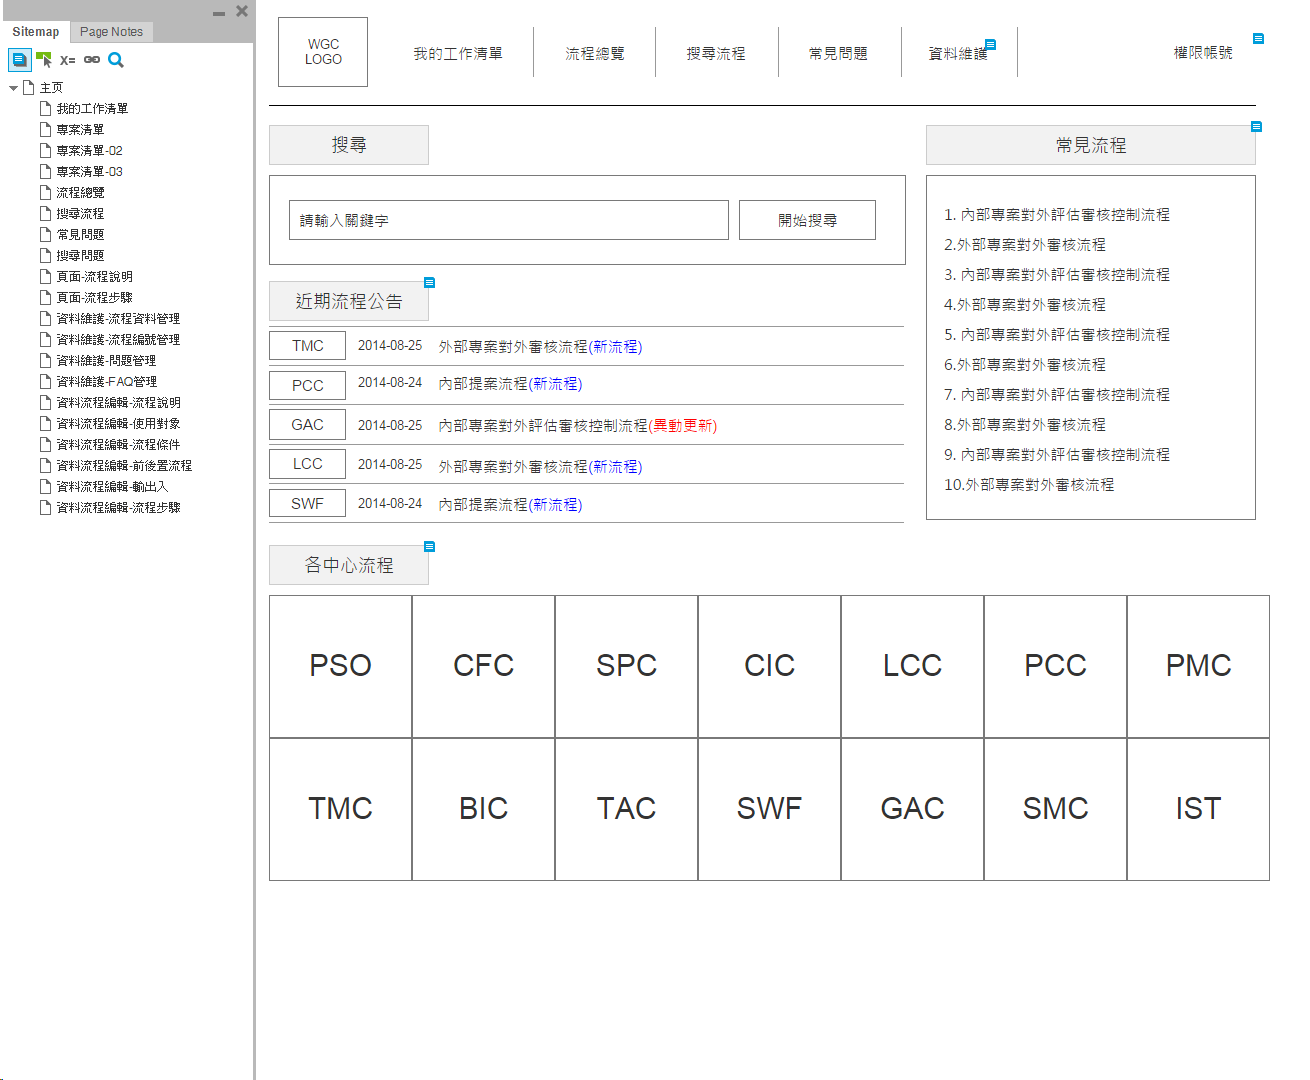 Sitemap
Page Notes
X=
主页
我的工作清單
專案清單
專案清單-02
專案清單-03
流程總覽
搜尋流程
常見問題
搜尋問題
頁面-流程說明
頁面-流程步驟
資料維護-流程資料管理
資料維護-流程編號管理
資料維護-問題管理
資料維護-FAQ管理
資料流程編輯-流程說明
資料流程編輯-使用對象
資料流程編輯-流程條件
資料流程編輯-前後置流程
資料流程編輯-輸出入
資料流程編輯-流程步驟
WGC
LOGO
我的工作清單
流程總覽
搜尋流程
常見問題
資料維護
權限帳號
搜尋
請輸入關鍵字
開始搜尋
近期流程公告
TMC 2014-08-25 外部專案對外審核流程(新流程)
PCC 2014-08-24 內部提案流程(新流程)
GAC 2014-08-25 內部專案對外評估審核控制流程(異動更新)
LCC 2014-08-25 外部專案對外審核流程(新流程)
SWF 2014-08-24 內部提案流程(新流程)
常見流程
1. 內部專案對外評估審核控制流程
2.外部專案對外審核流程
3. 內部專案對外評估審核控制流程
4.外部專案對外審核流程
5. 內部專案對外評估審核控制流程
6.外部專案對外審核流程
7. 內部專案對外評估審核控制流程
8.外部專案對外審核流程
9. 內部專案對外評估審核控制流程
10.外部專案對外審核流程
各中心流程
PSO CFC SPC CIC LCC PCC PMC
TMC BIC TAC SWF GAC SMC IST